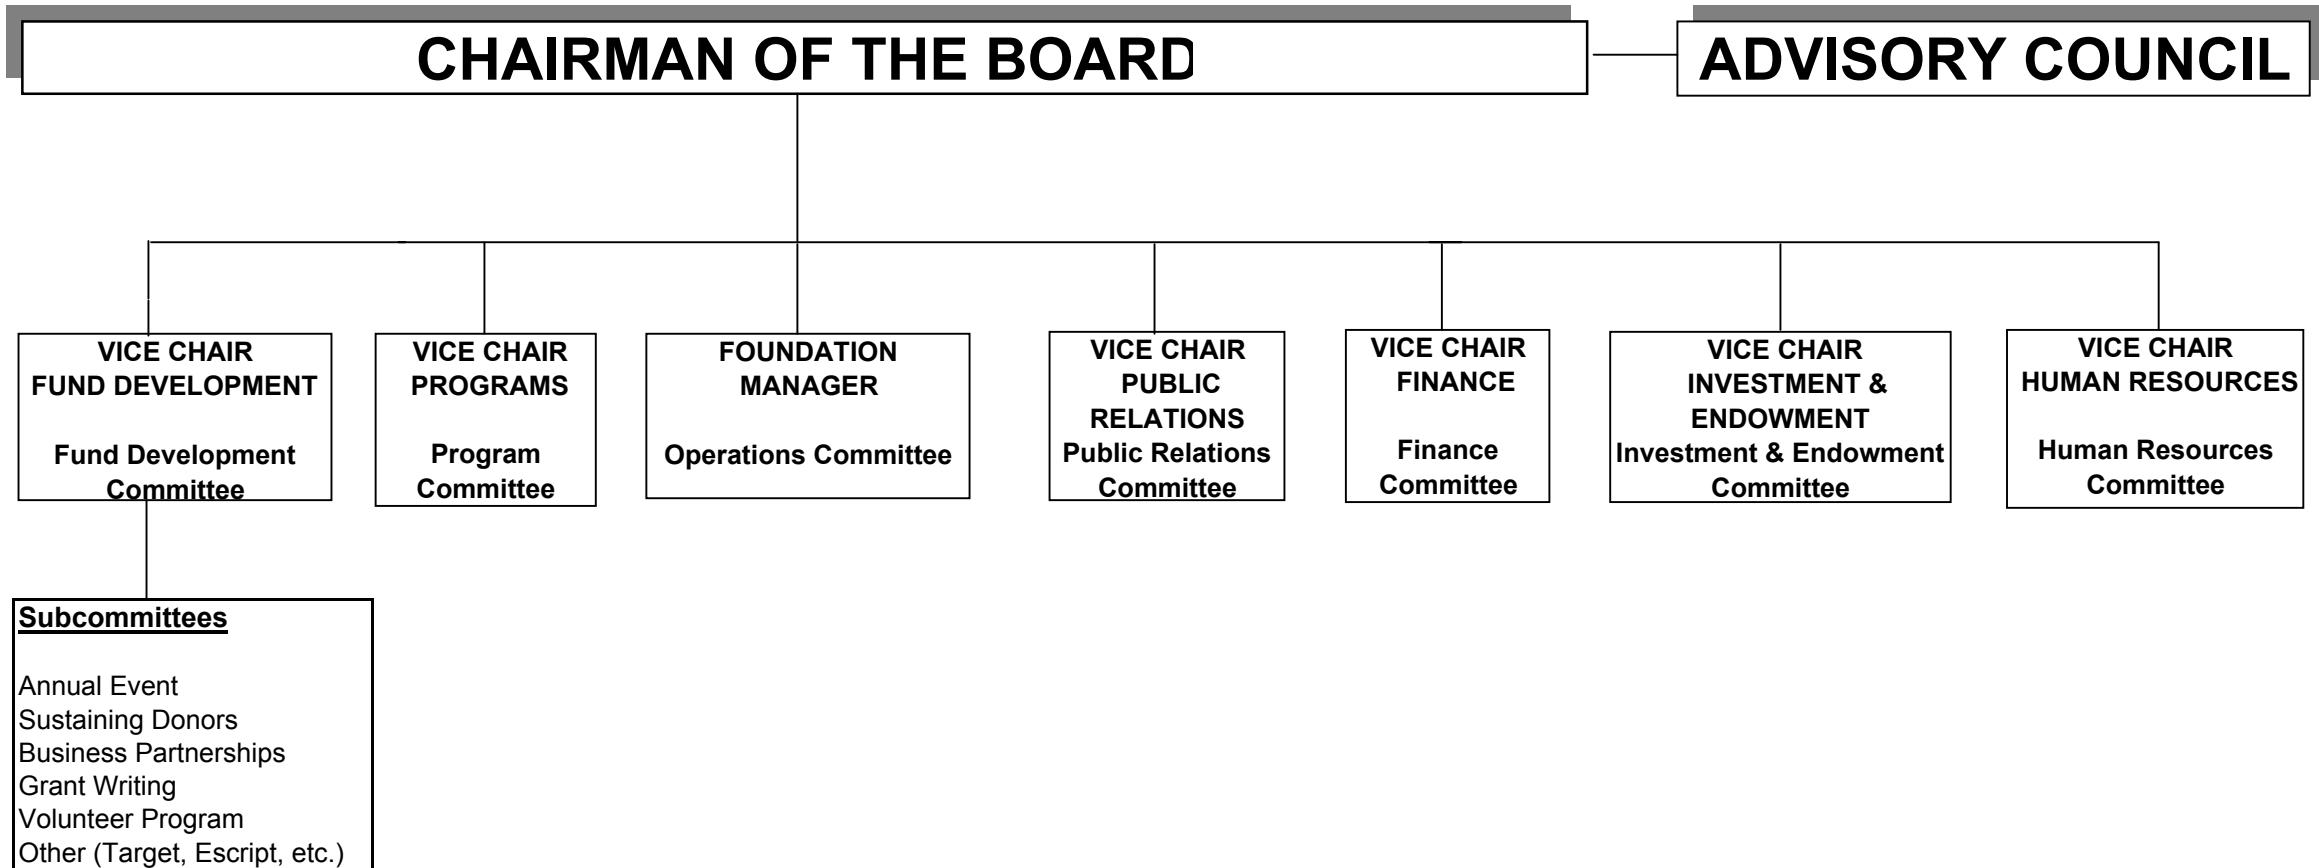 CHAIRMAN OF THE BOARD
ADVISORY COUNCIL
VICE CHAIR
FUND DEVELOPMENT
Fund Development
Committee
VICE CHAIR
PROGRAMS
Program
Committee
FOUNDATION
MANAGER
Operations Committee
VICE CHAIR
PUBLIC
RELATIONS
Public Relations
Committee
VICE CHAIR
FINANCE
Finance
Committee
VICE CHAIR
INVESTMENT &
ENDOWMENT
Investment & Endowment
Committee
VICE CHAIR
HUMAN RESOURCES
Human Resources
Committee
Subcommittees
Annual Event
Sustaining Donors
Business Partnerships
Grant Writing
Volunteer Program
Other (Target, Escript, etc.)